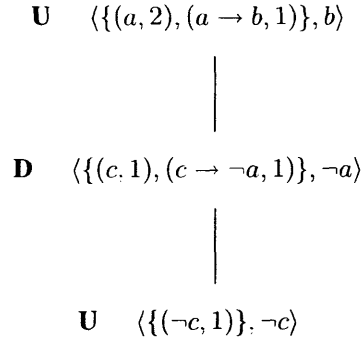 U ⟨{(a, 2), (a → b, 1)}, b⟩
D ⟨{(c, 1), (c → ¬a, 1)}, ¬a⟩
U ⟨{(¬c, 1)}, ¬c⟩